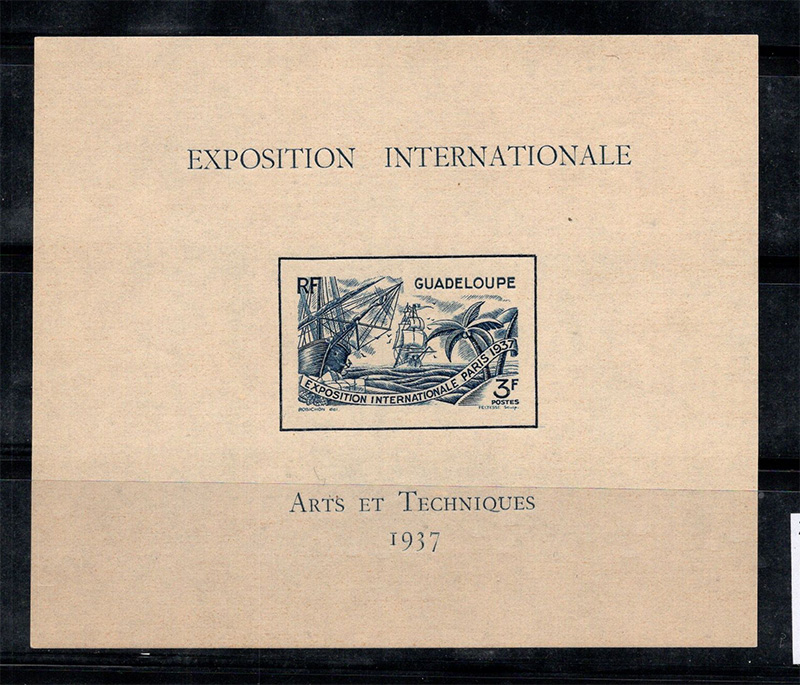 EXPOSITION INTERNATIONALE
RF GUADELOUPE
EXPOSITION INTERNATIONALE PARIS 1937
3F
POSTES
ARTS ET TECHNIQUES
1937